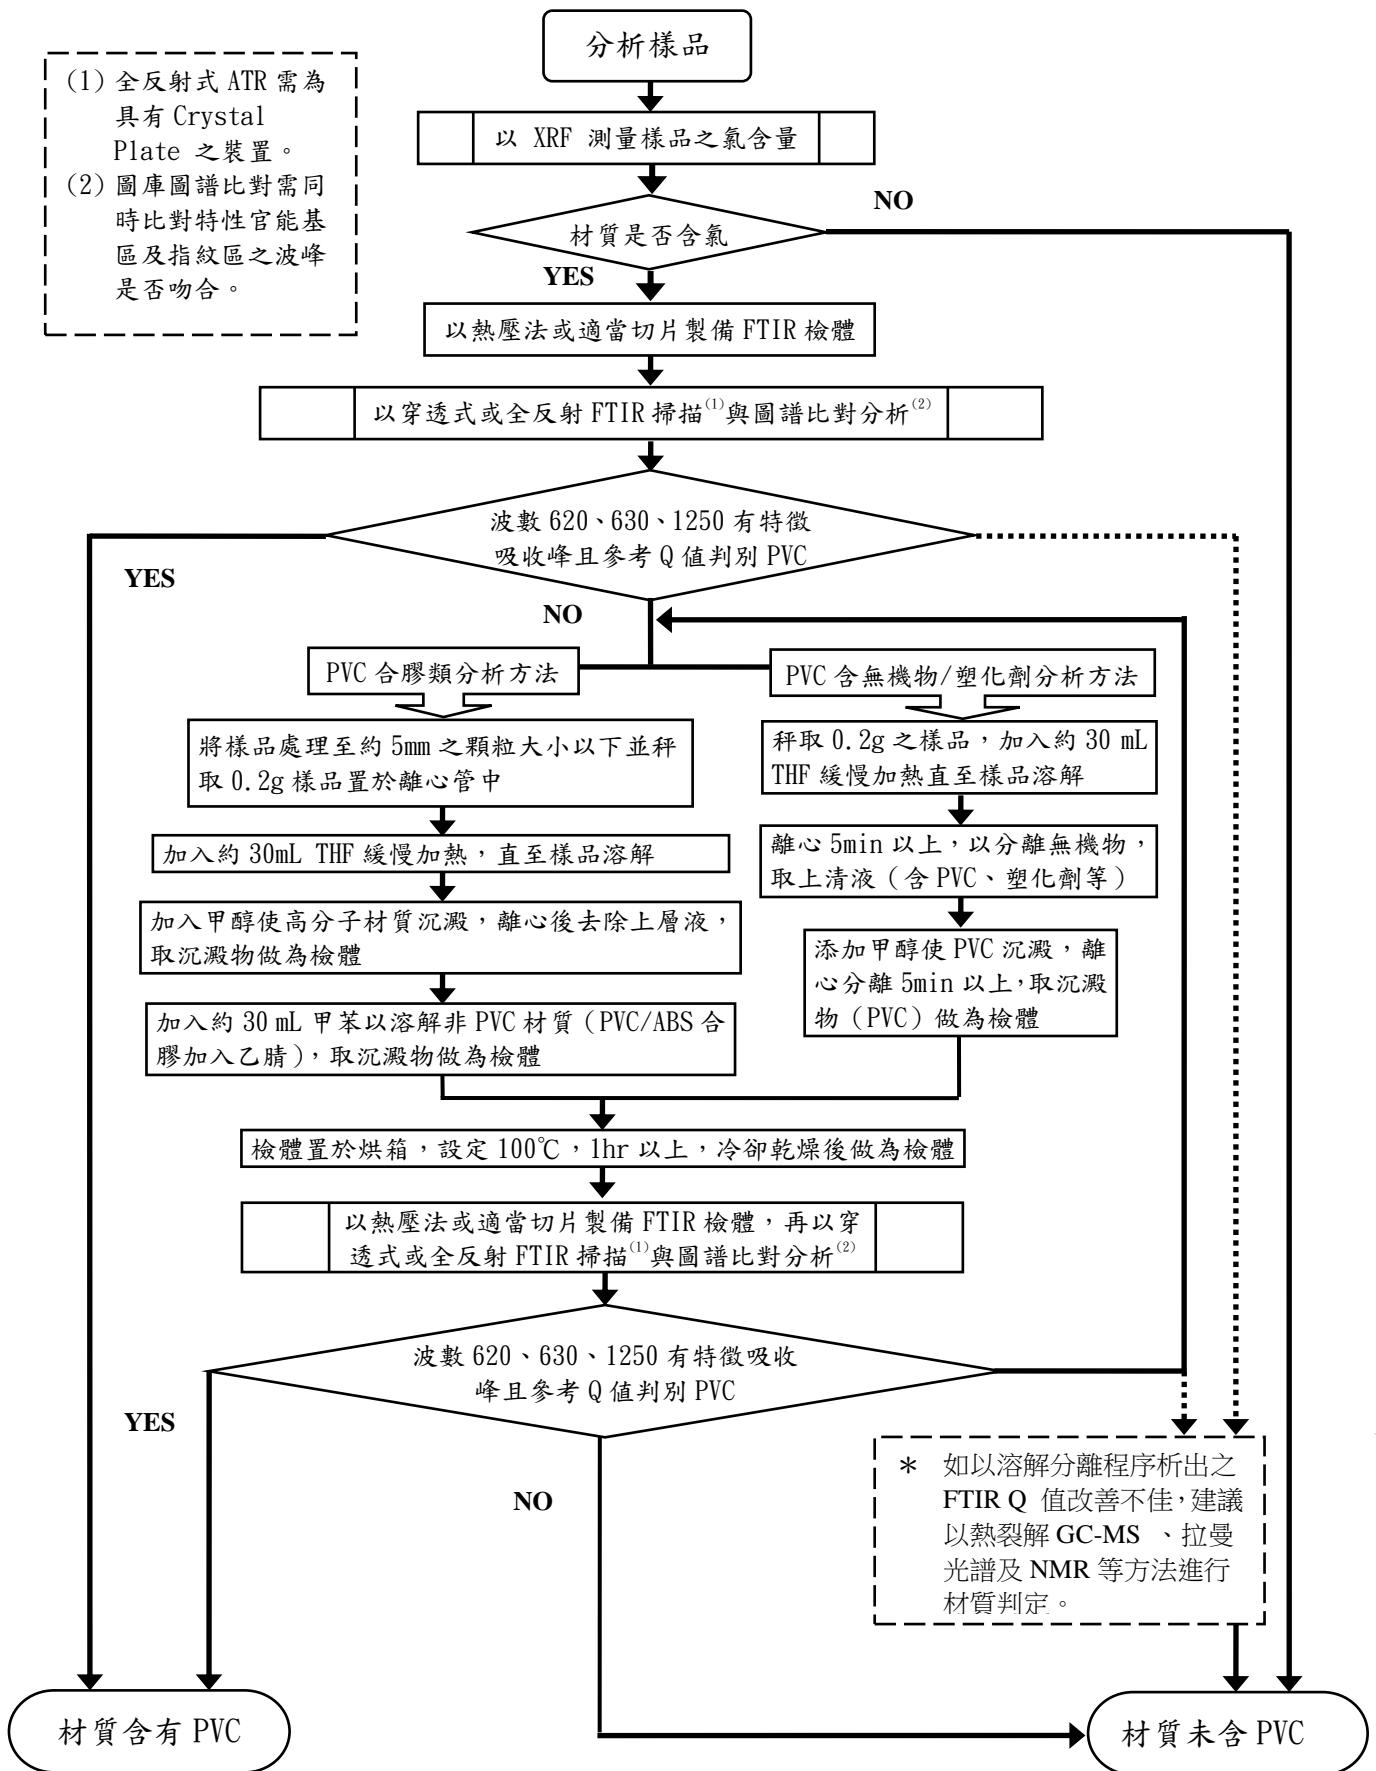 分析樣品
(1) 全反射式 ATR 需為
具有 Crystal
Plate 之裝置。
(2) 圖庫圖譜比對需同
時比對特性官能基
區及指紋區之波峰
是否吻合。
以 XRF 測量樣品之氯含量
材質是否含氯
NO
YES
以熱壓法或適當切片製備 FTIR 檢體
以穿透式或全反射 FTIR 掃描(1)與圖譜比對分析(2)
波數 620、630、1250 有特徵
吸收峰且參考 Q 值判別 PVC
YES
NO
PVC 合膠類分析方法
將樣品處理至約 5mm 之顆粒大小以下並秤
取 0.2g 樣品置於離心管中
加入約 30mL THF 緩慢加熱，直至樣品溶解
加入甲醇使高分子材質沉澱，離心後去除上層液，
取沉澱物做為檢體
加入約 30 mL 甲苯以溶解非 PVC 材質（PVC/ABS 合
膠加入乙腈），取沉澱物做為檢體
PVC 含無機物/塑化劑分析方法
秤取 0.2g 之樣品，加入約 30 mL
THF 緩慢加熱直至樣品溶解
離心 5min 以上，以分離無機物，
取上清液（含 PVC、塑化劑等）
添加甲醇使 PVC 沉澱，離
心分離 5min 以上，取沉澱
物（PVC）做為檢體
檢體置於烘箱，設定 100℃，1hr 以上，冷卻乾燥後做為檢體
以熱壓法或適當切片製備 FTIR 檢體，再以穿
透式或全反射 FTIR 掃描(1)與圖譜比對分析(2)
波數 620、630、1250 有特徵吸收
峰且參考 Q 值判別 PVC
YES
NO
＊ 如以溶解分離程序析出之
FTIR Q 值改善不佳，建議
以熱裂解 GC-MS 、拉曼
光譜及 NMR 等方法進行
材質判定。
材質含有 PVC
材質未含 PVC